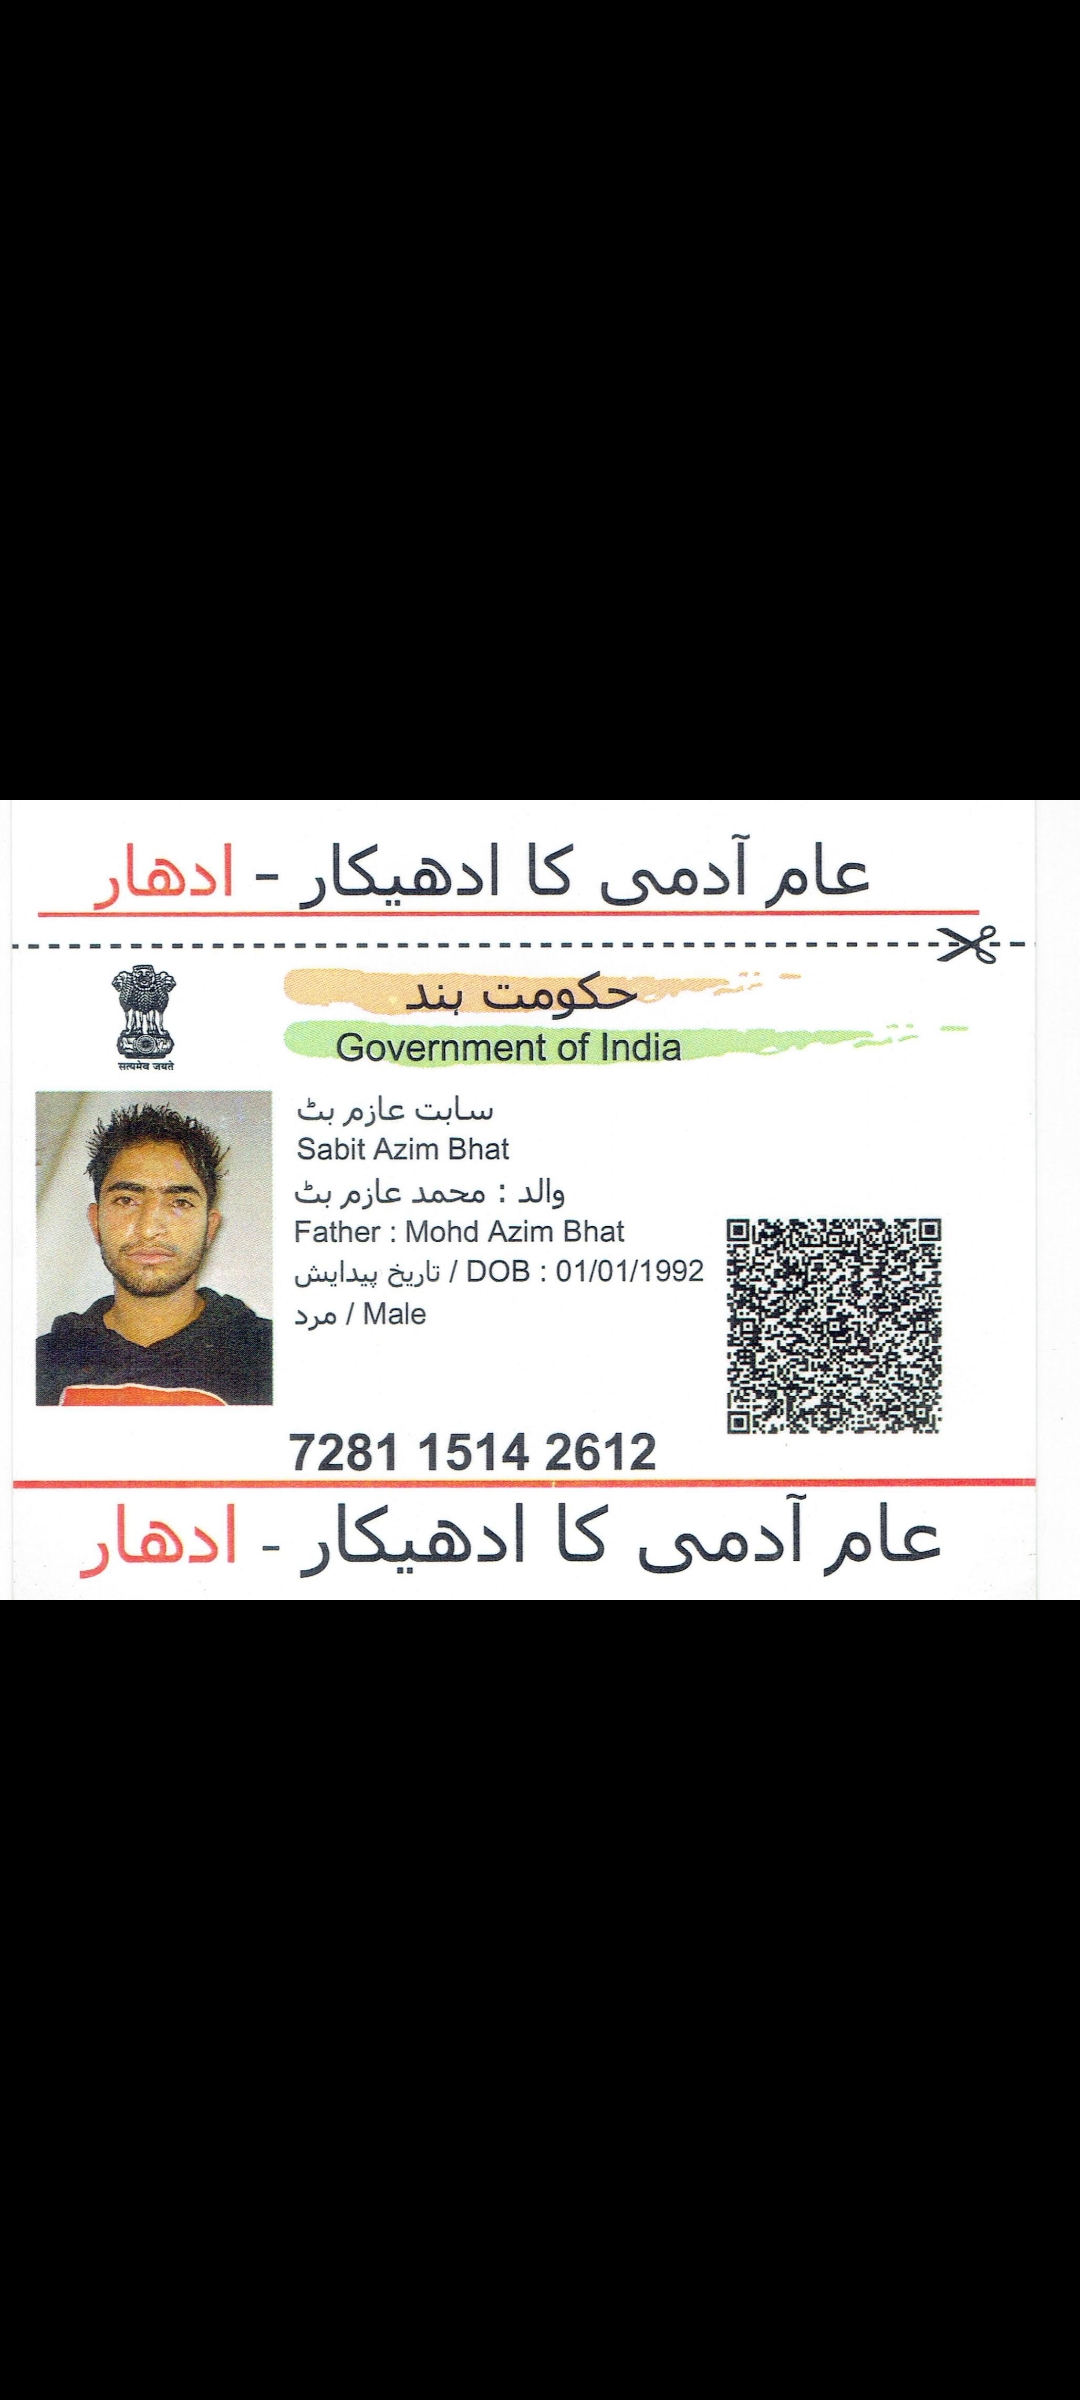 عام آدمی کا ادھیکار - ادھار
حکومت ہند
Government of India
सत्यमेव जयते
سابت عازم بٹ
Sabit Azim Bhat
والد : محمد عازم بٹ
Father : Mohd Azim Bhat
تاریخ پیدایش / DOB : 01/01/1992
مرد / Male
7281 1514 2612
عام آدمی کا ادھیکار - ادھار